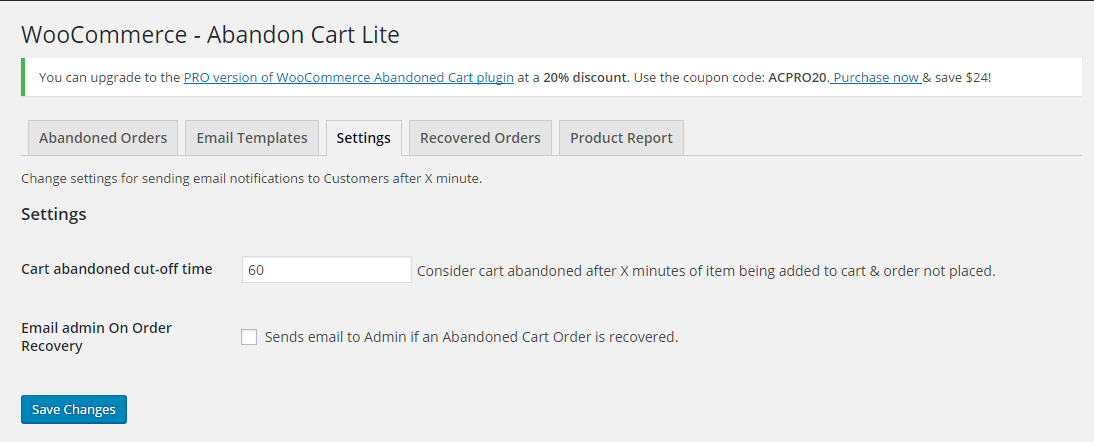 WooCommerce - Abandon Cart Lite
You can upgrade to the PRO version of WooCommerce Abandoned Cart plugin at a 20% discount. Use the coupon code: ACPRO20. Purchase now & save $24!
Abandoned Orders Email Templates Settings Recovered Orders Product Report
Change settings for sending email notifications to Customers after X minute.
Settings
Cart abandoned cut-off time 60 Consider cart abandoned after X minutes of item being added to cart & order not placed.
Email admin On Order
Recovery
Sends email to Admin if an Abandoned Cart Order is recovered.
Save Changes